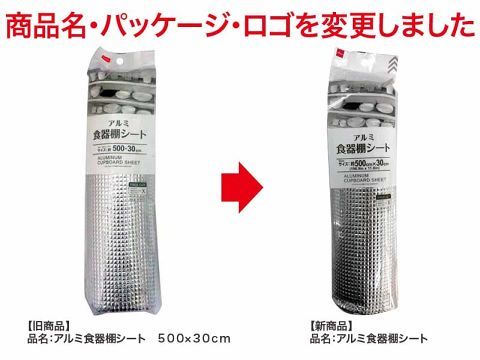 商品名・パッケージ・ロゴを変更しました
アルミ
食器棚シート
サイズ:約500×30cm
ALUMINUM
CUPBOARD SHEET
アルミ
食器棚シート
サイズ:約500cm×30cm
(196.9in x 11.8in)
ALUMINUM
CUPBOARD SHEET
【旧商品】
品名:アルミ食器棚シート 500×30cm
【新商品】
品名:アルミ食器棚シート